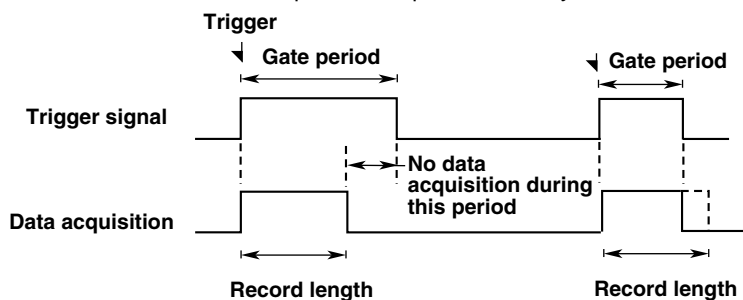 Trigger
Gate period
Gate period
Trigger signal
No data
acquisition during
this period
Data acquisition
Record length
Record length